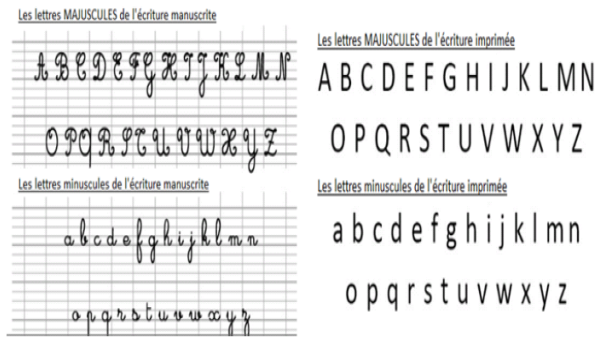 Les lettres MAJUSCULES de l'écriture manuscrite
A B C D E F G H I J K L M N
O P Q R S T U V W X Y Z
Les lettres minuscules de l'écriture manuscrite
a b c d e f g h i j k l m n
o p q r s t u v w x y z
Les lettres MAJUSCULES de l'écriture imprimée
A B C D E F G H I J K L M N
O P Q R S T U V W X Y Z
Les lettres minuscules de l'écriture imprimée
a b c d e f g h i j k l m n
o p q r s t u v w x y z